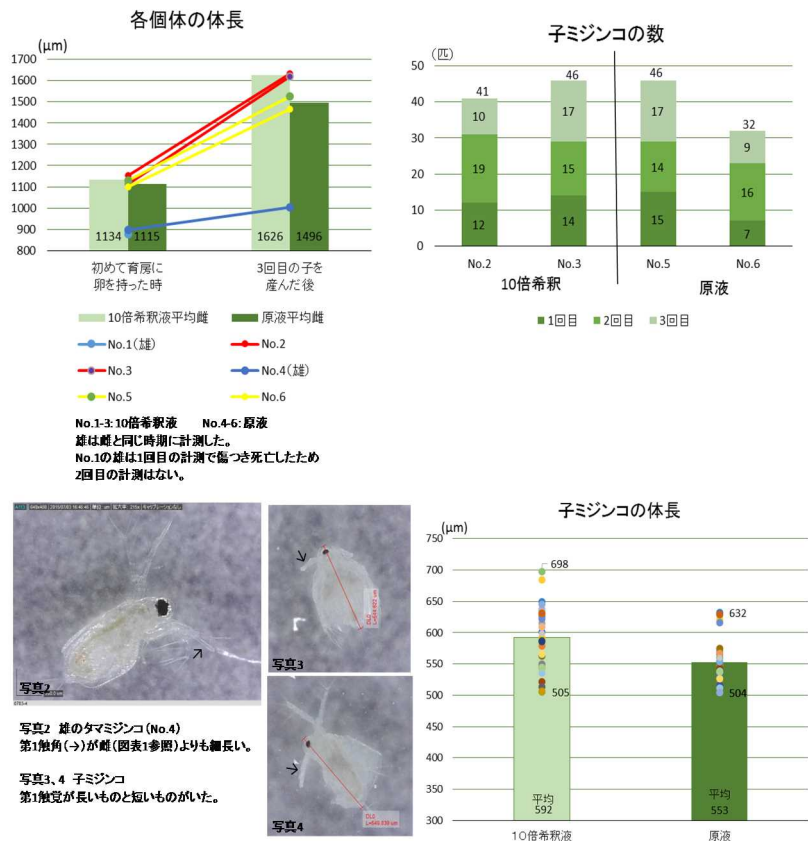 各個体の体長
(μm)
1700
1600
1500
1400
1300
1200
1100
1000
900
800
1134
1115
1626
1496
初めて育房に
卵を持った時
3回目の子を
産んだ後
10倍希釈液平均雌
原液平均雌
No.1(雄)
No.2
No.3
No.4(雄)
No.5
No.6
No.1-3:10倍希釈液 No.4-6:原液
雄は雌と同じ時期に計測した。
No.1の雄は1回目の計測で傷つき死亡したため
2回目の計測はない。
子ミジンコの数
(匹)
50
40
30
20
10
0
41
10
19
12
46
17
15
14
46
17
14
15
32
9
16
7
No.2
No.3
No.5
No.6
10倍希釈
原液
1回目
2回目
3回目
写真2
写真3
写真4
写真2 雄のタマミジンコ(No.4)
第1触角(→)が雌(図表1参照)よりも細長い。
写真3、4 子ミジンコ
第1触覚が長いものと短いものがいた。
子ミジンコの体長
(μm)
750
700
650
600
550
500
450
400
350
300
698
505
平均
592
632
504
平均
553
10倍希釈液
原液